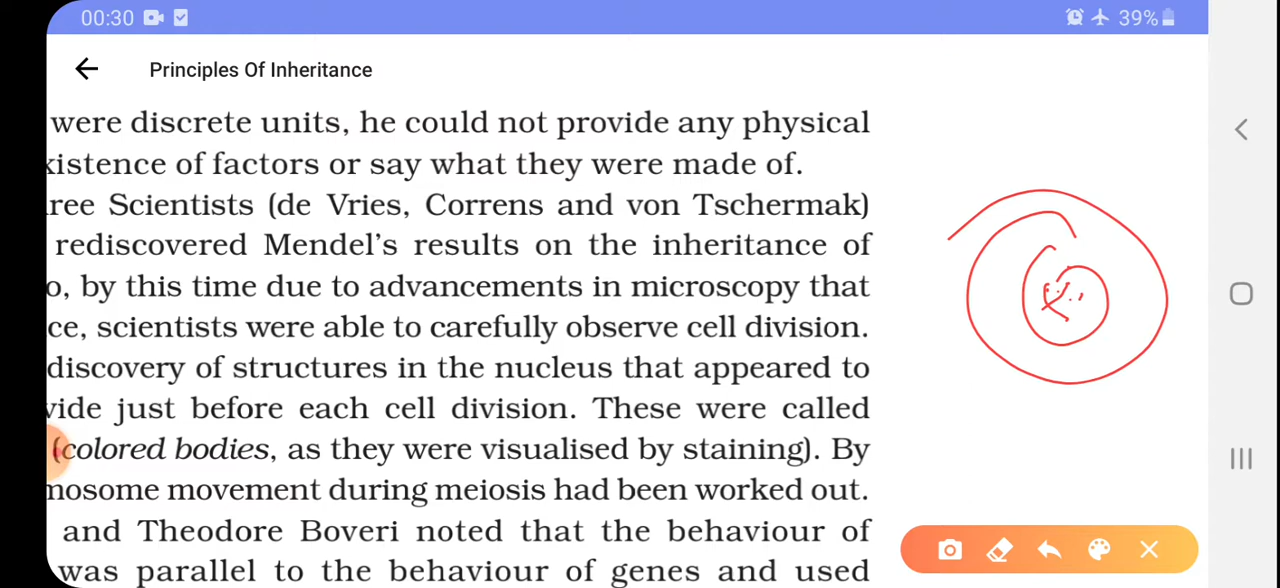 00:30
39%
Principles Of Inheritance
were discrete units, he could not provide any physical
xistence of factors or say what they were made of.
ree Scientists (de Vries, Correns and von Tschermak)
rediscovered Mendel's results on the inheritance of
o, by this time due to advancements in microscopy that
ce, scientists were able to carefully observe cell division.
discovery of structures in the nucleus that appeared to
vide just before each cell division. These were called
(colored bodies, as they were visualised by staining). By
mosome movement during meiosis had been worked out.
and Theodore Boveri noted that the behaviour of
was parallel to the behaviour of genes and used